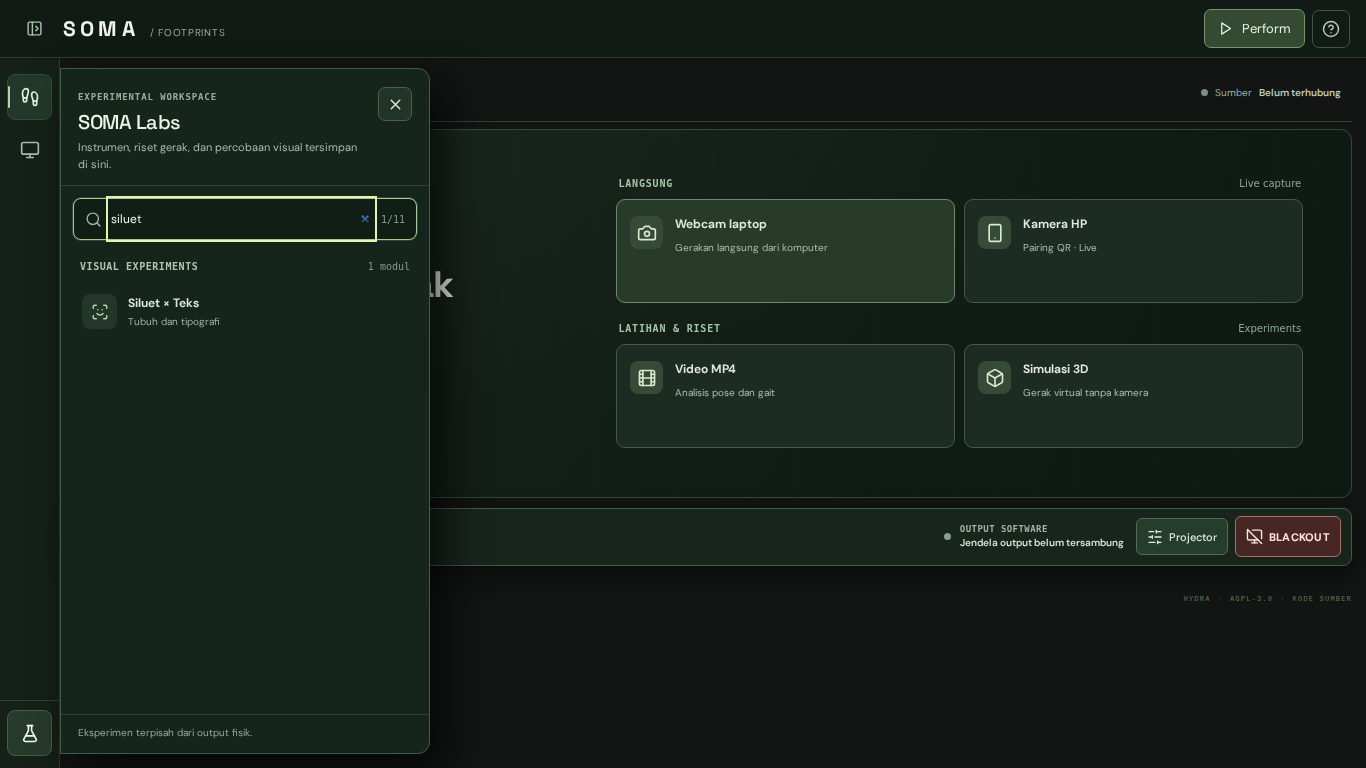 SOMA / FOOTPRINTS
Perform
EXPERIMENTAL WORKSPACE
SOMA Labs
Instrumen, riset gerak, dan percobaan visual tersimpan
di sini.
siluet
1/11
VISUAL EXPERIMENTS
1 modul
Siluet × Teks
Tubuh dan tipografi
Eksperimen terpisah dari output fisik.
Sumber Belum terhubung
LANGSUNG
Live capture
Webcam laptop
Gerakan langsung dari komputer
Kamera HP
Pairing QR · Live
LATIHAN & RISET
Experiments
Video MP4
Analisis pose dan gait
Simulasi 3D
Gerak virtual tanpa kamera
OUTPUT SOFTWARE
Jendela output belum tersambung
Projector
BLACKOUT
HYDRA · AGPL-3.0 · KODE SUMBER